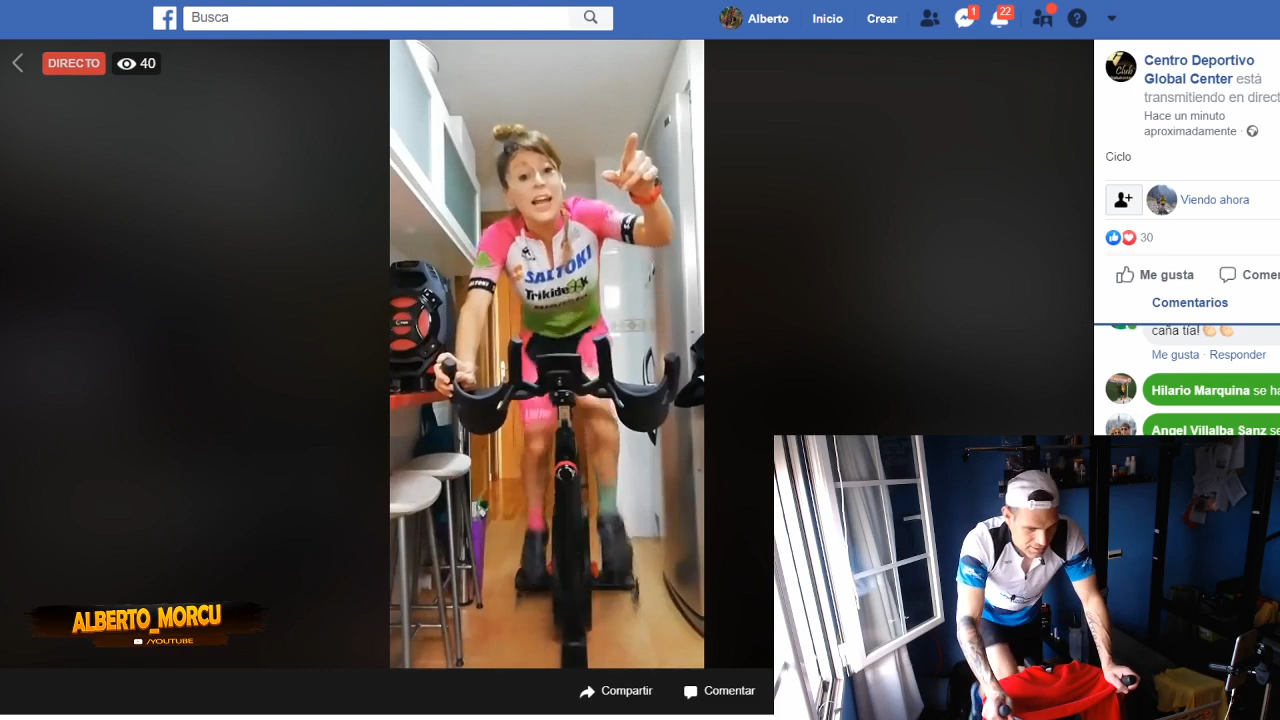 Busca
Alberto
Inicio
Crear
1
22
DIRECTO
40
Centro Deportivo
Global Center está
transmitiendo en direct
Hace un minuto
aproximadamente ·
Ciclo
Viendo ahora
30
Me gusta
Comen
Comentarios
caña tía!
Me gusta · Responder
Hilario Marquina se ha
Angel Villalba Sanz se
SALTOKI
Trikideak
ALBERTO_MORCU
/YOUTUBE
Compartir
Comentar